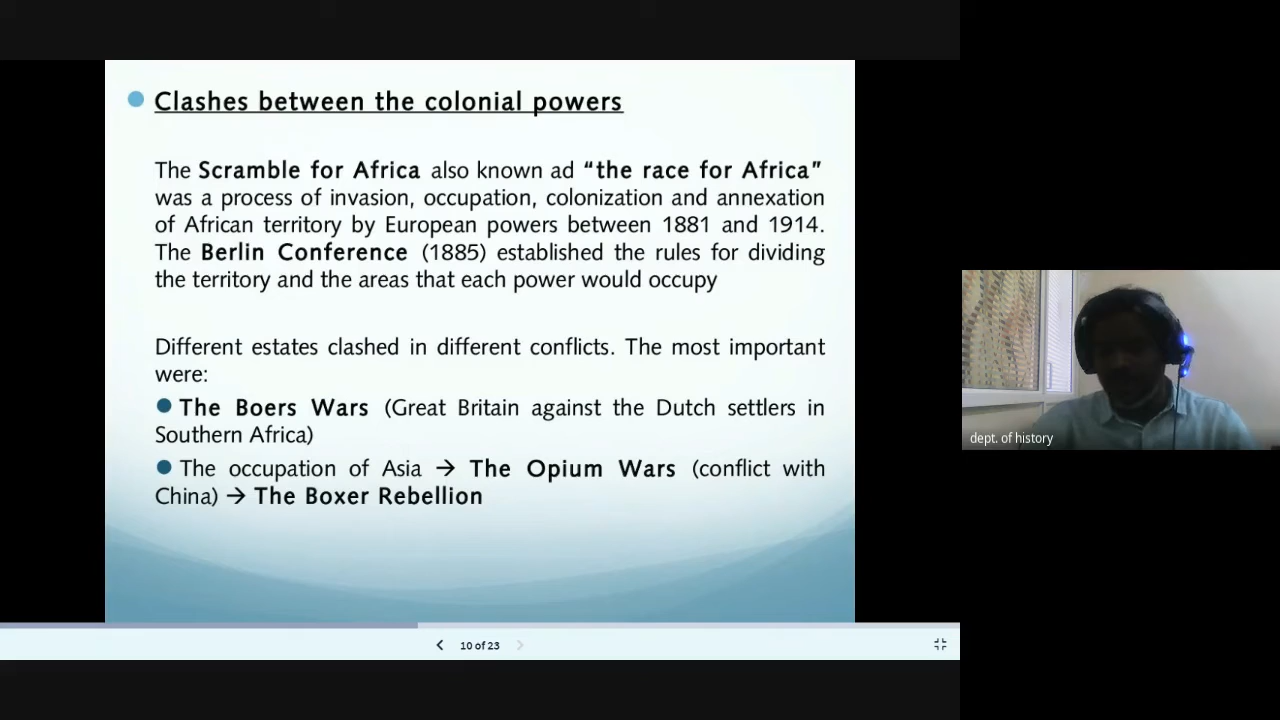 Clashes between the colonial powers
The Scramble for Africa also known ad “the race for Africa”
was a process of invasion, occupation, colonization and annexation
of African territory by European powers between 1881 and 1914.
The Berlin Conference (1885) established the rules for dividing
the territory and the areas that each power would occupy
Different estates clashed in different conflicts. The most important
were:
The Boers Wars (Great Britain against the Dutch settlers in
Southern Africa)
The occupation of Asia → The Opium Wars (conflict with
China) → The Boxer Rebellion
10 of 23
dept. of history